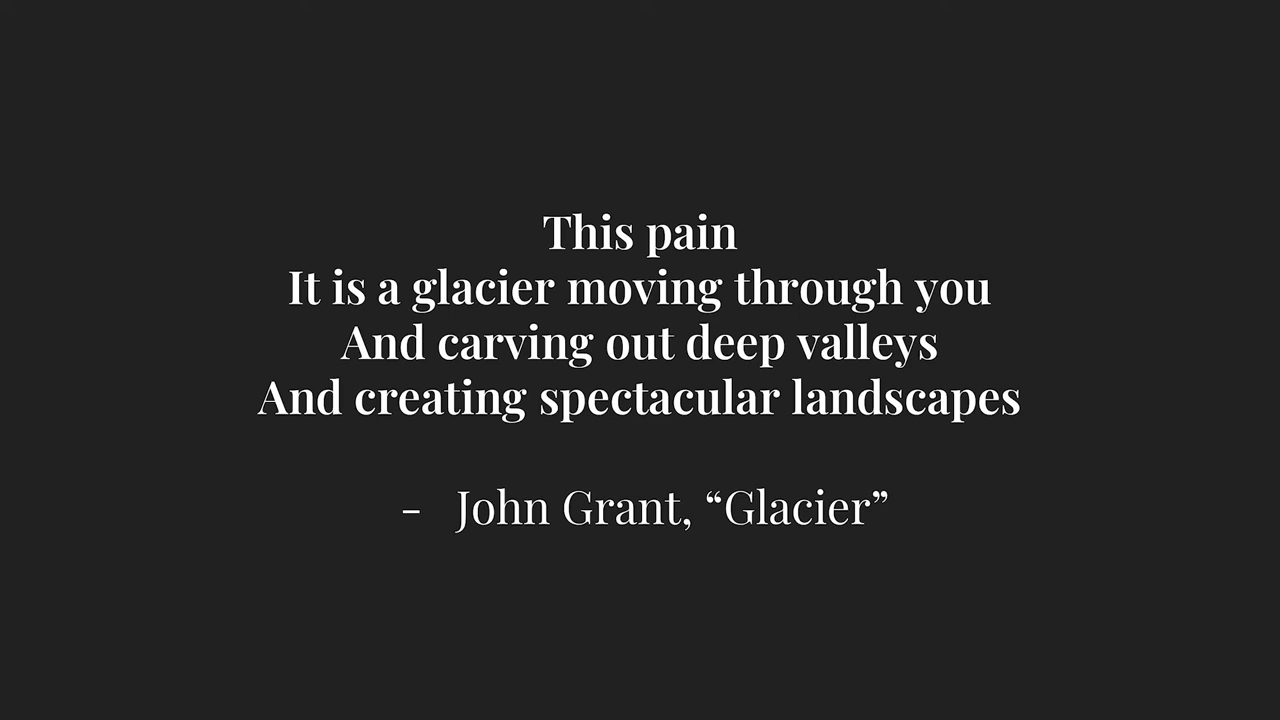 This pain
It is a glacier moving through you
And carving out deep valleys
And creating spectacular landscapes
- John Grant, “Glacier”